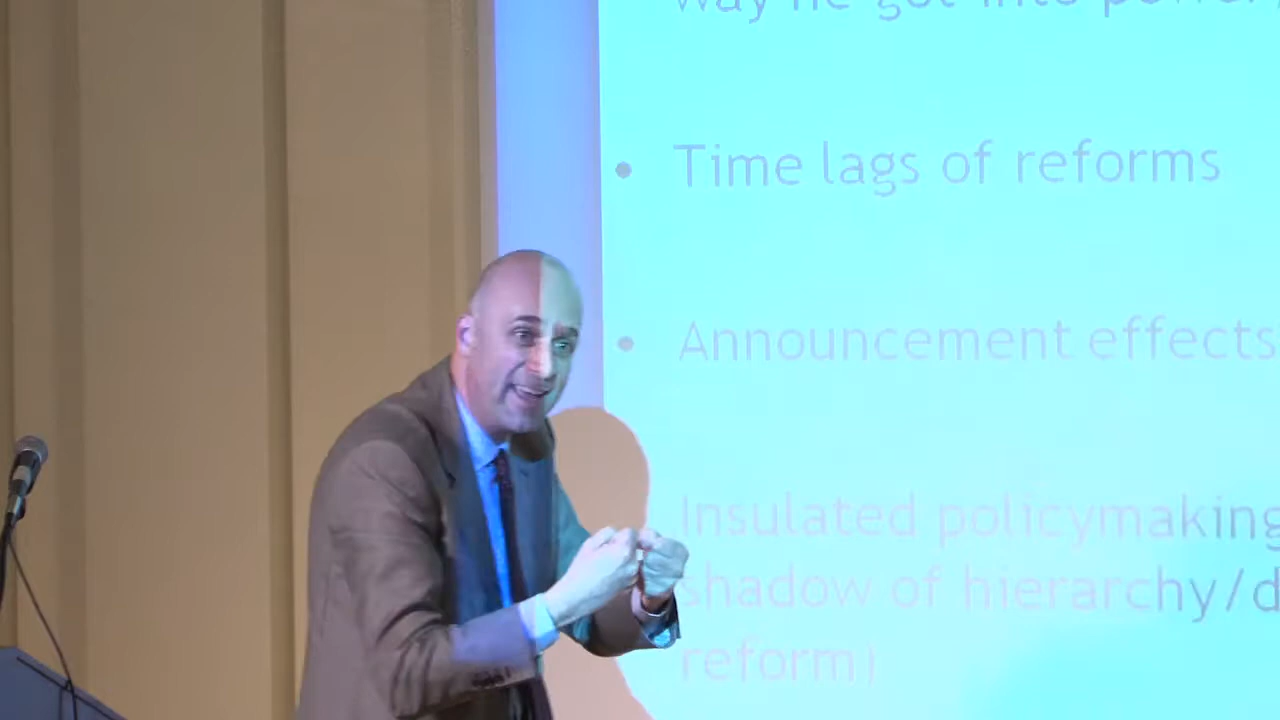 way he got into power,
• Time lags of reforms
• Announcement effects
Insulated policymaking
shadow of hierarchy/d
reform)